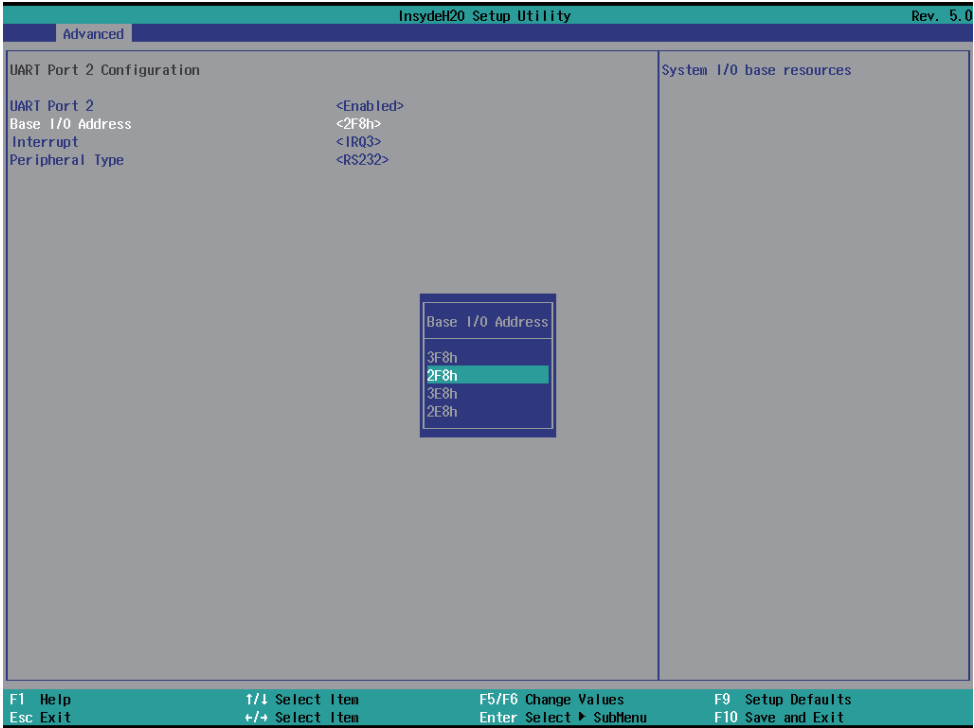 InsydeH2O Setup Utility Rev. 5.0
Advanced
UART Port 2 Configuration
System I/O base resources
UART Port 2 <Enabled>
Base I/O Address <2F8h>
Interrupt <IRQ3>
Peripheral Type <RS232>
Base I/O Address
3F8h
2F8h
3E8h
2E8h
F1 Help ↑/↓ Select Item F5/F6 Change Values F9 Setup Defaults
Esc Exit ←/→ Select Item Enter Select ▶ SubMenu F10 Save and Exit